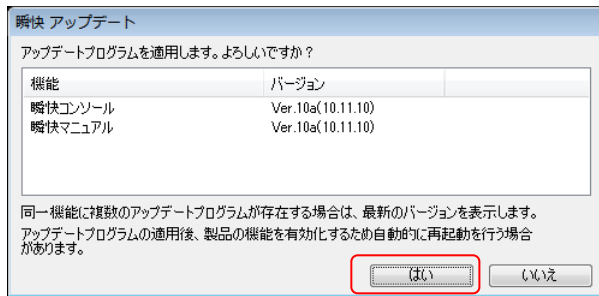 瞬快 アップデート
アップデートプログラムを適用します。よろしいですか？
機能 バージョン
瞬快コンソール Ver.10a(10.11.10)
瞬快マニュアル Ver.10a(10.11.10)
同一機能に複数のアップデートプログラムが存在する場合は、最新のバージョンを表示します。
アップデートプログラムの適用後、製品の機能を有効化するため自動的に再起動を行う場合
があります。
はい いいえ